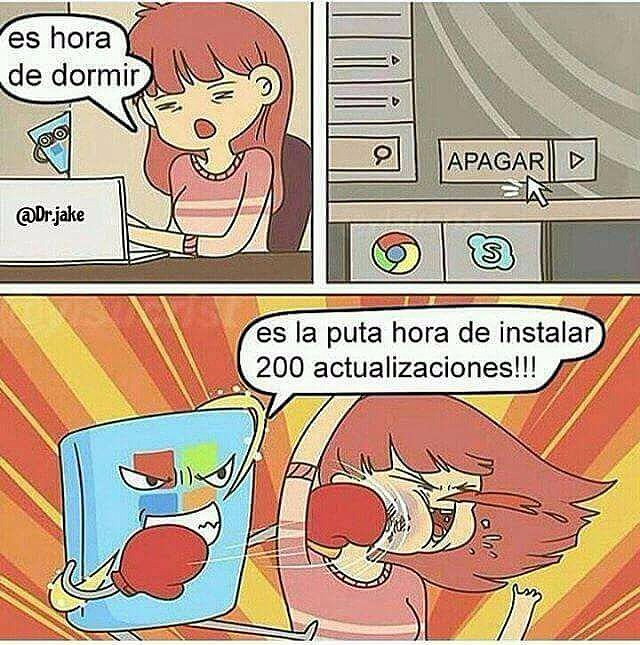 es hora
de dormir
@Dr.jake
APAGAR
S
es la puta hora de instalar
200 actualizaciones!!!